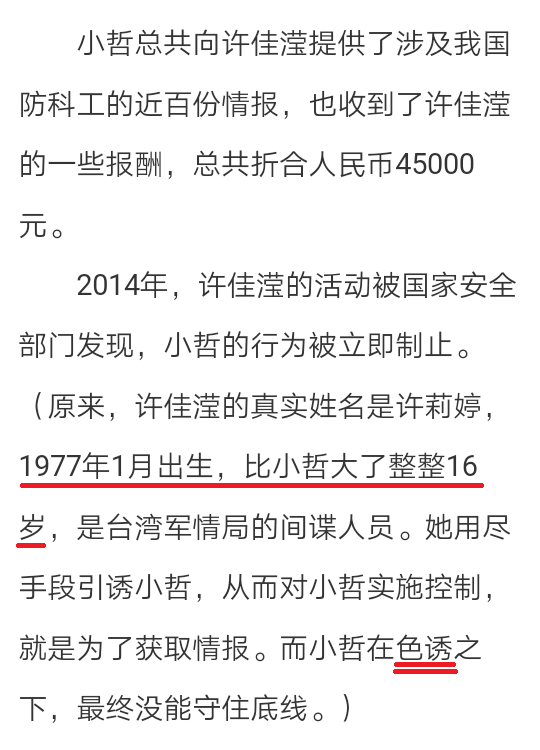 小哲总共向许佳滢提供了涉及我国
防科工的近百份情报，也收到了许佳滢
的一些报酬，总共折合人民币45000
元。
2014年，许佳滢的活动被国家安全
部门发现，小哲的行为被立即制止。
（原来，许佳滢的真实姓名是许莉婷，
1977年1月出生，比小哲大了整整16
岁，是台湾军情局的间谍人员。她用尽
手段引诱小哲，从而对小哲实施控制，
就是为了获取情报。而小哲在色诱之
下，最终没能守住底线。）